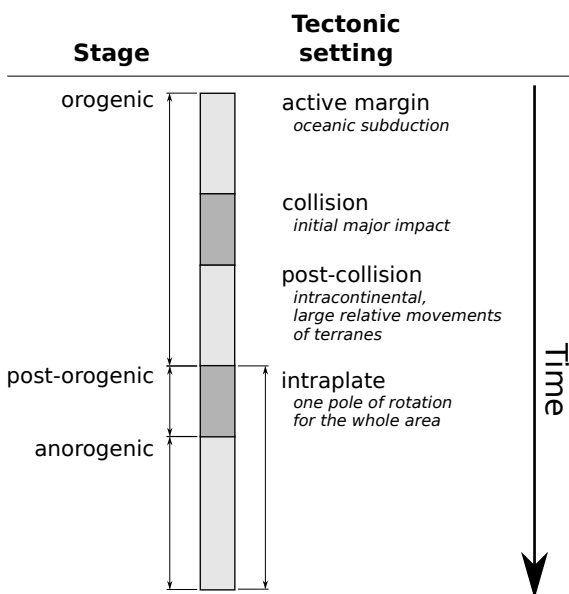 Stage
Tectonic
setting
orogenic
active margin
oceanic subduction
collision
initial major impact
post-collision
intracontinental,
large relative movements
of terranes
post-orogenic
intraplate
one pole of rotation
for the whole area
anorogenic
Time